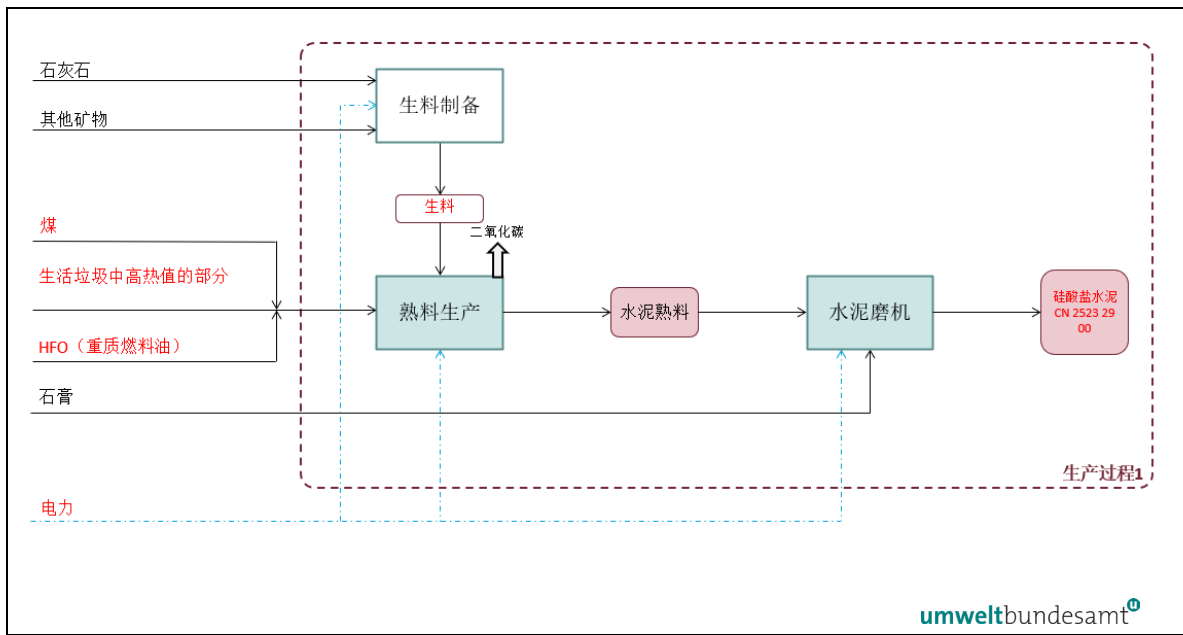 石灰石
其他矿物
生料制备
生料
煤
二氧化碳
生活垃圾中高热值的部分
熟料生产
水泥熟料
水泥磨机
硅酸盐水泥
CN 2523 29
00
HFO（重质燃料油）
石膏
生产过程1
电力
umweltbundesamt
u